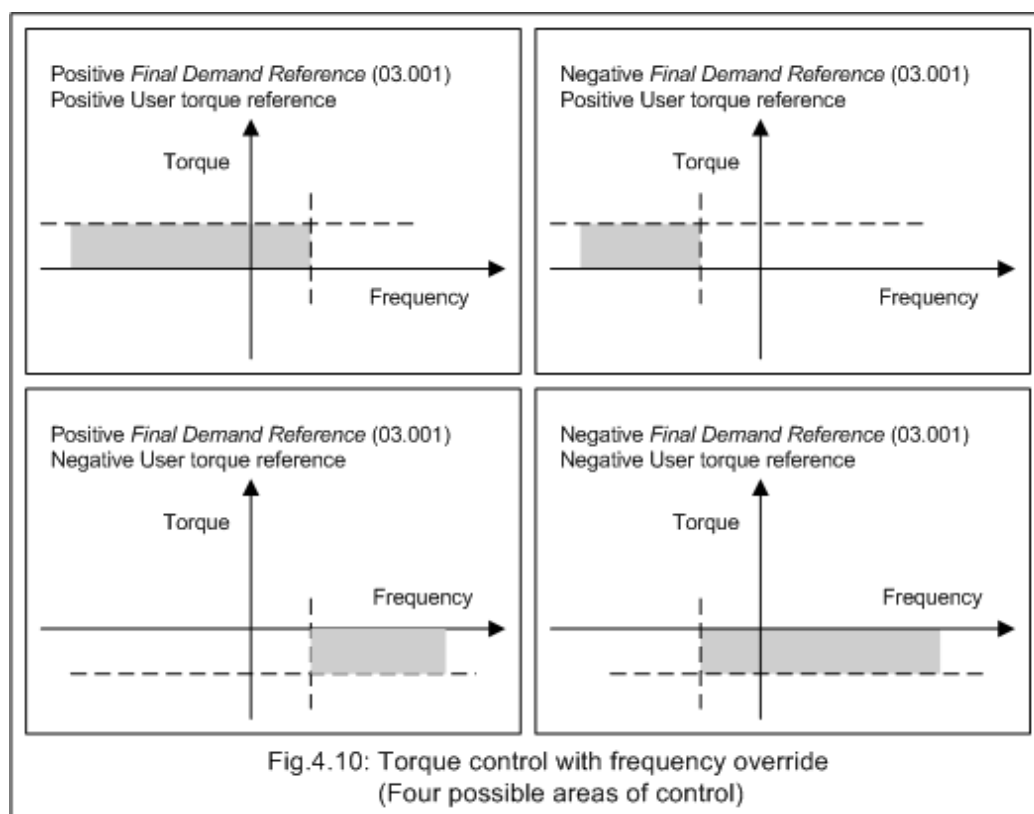 Positive Final Demand Reference (03.001)
Positive User torque reference
Torque
Frequency
Negative Final Demand Reference (03.001)
Positive User torque reference
Torque
Frequency
Positive Final Demand Reference (03.001)
Negative User torque reference
Torque
Frequency
Negative Final Demand Reference (03.001)
Negative User torque reference
Torque
Frequency
Fig.4.10: Torque control with frequency override
(Four possible areas of control)